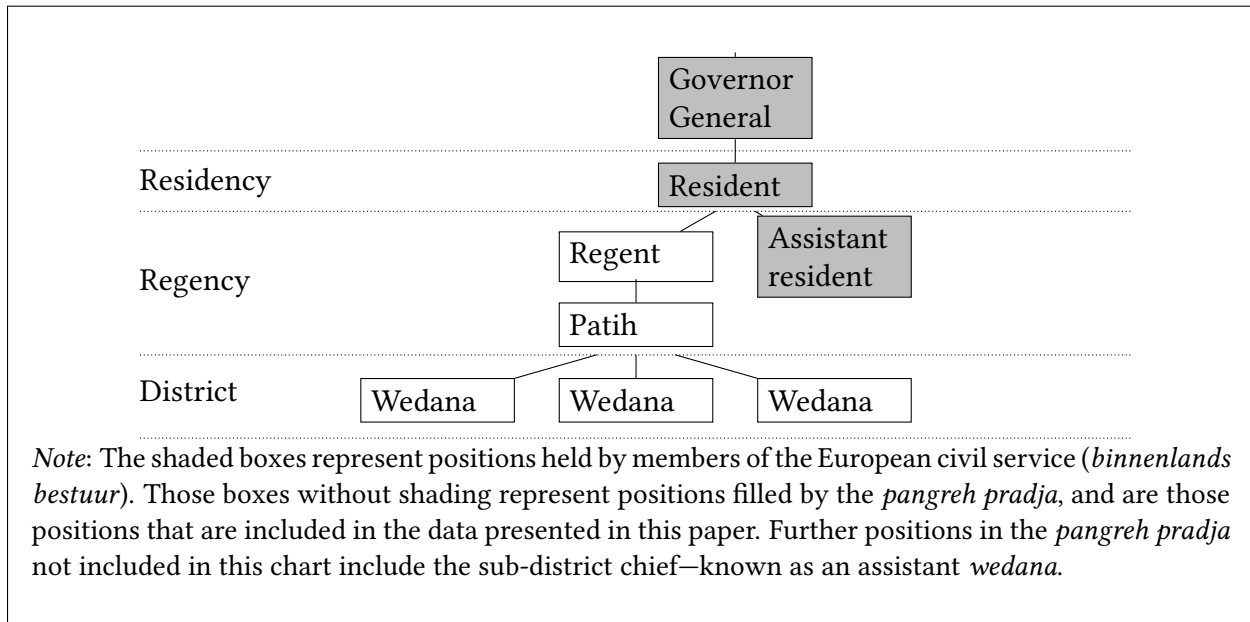 Governor
General
Residency
Resident
Regent
Assistant
resident
Regency
Patih
District
Wedana
Wedana
Wedana
Note: The shaded boxes represent positions held by members of the European civil service (binnenlands
bestuur). Those boxes without shading represent positions filled by the pangreh pradja, and are those
positions that are included in the data presented in this paper. Further positions in the pangreh pradja
not included in this chart include the sub-district chief—known as an assistant wedana.